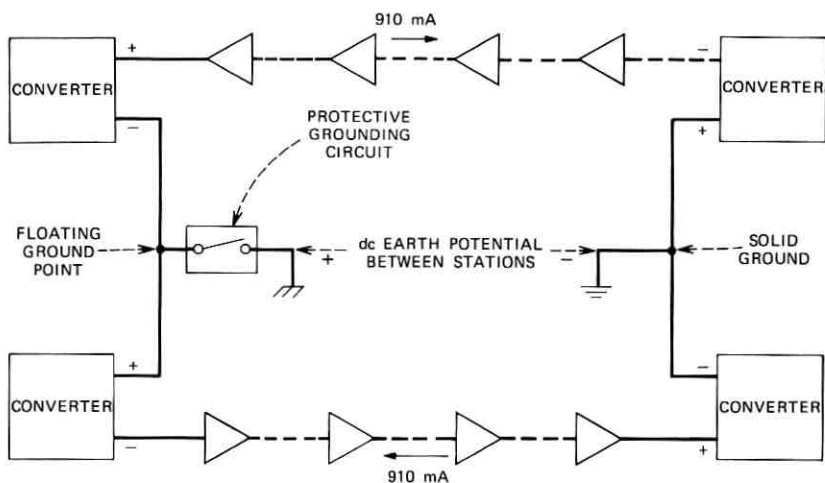 910 mA
+
−
CONVERTER
CONVERTER
−
+
PROTECTIVE
GROUNDING
CIRCUIT
FLOATING
GROUND
POINT
dc EARTH POTENTIAL
BETWEEN STATIONS
+
−
SOLID
GROUND
+
−
CONVERTER
CONVERTER
−
+
910 mA